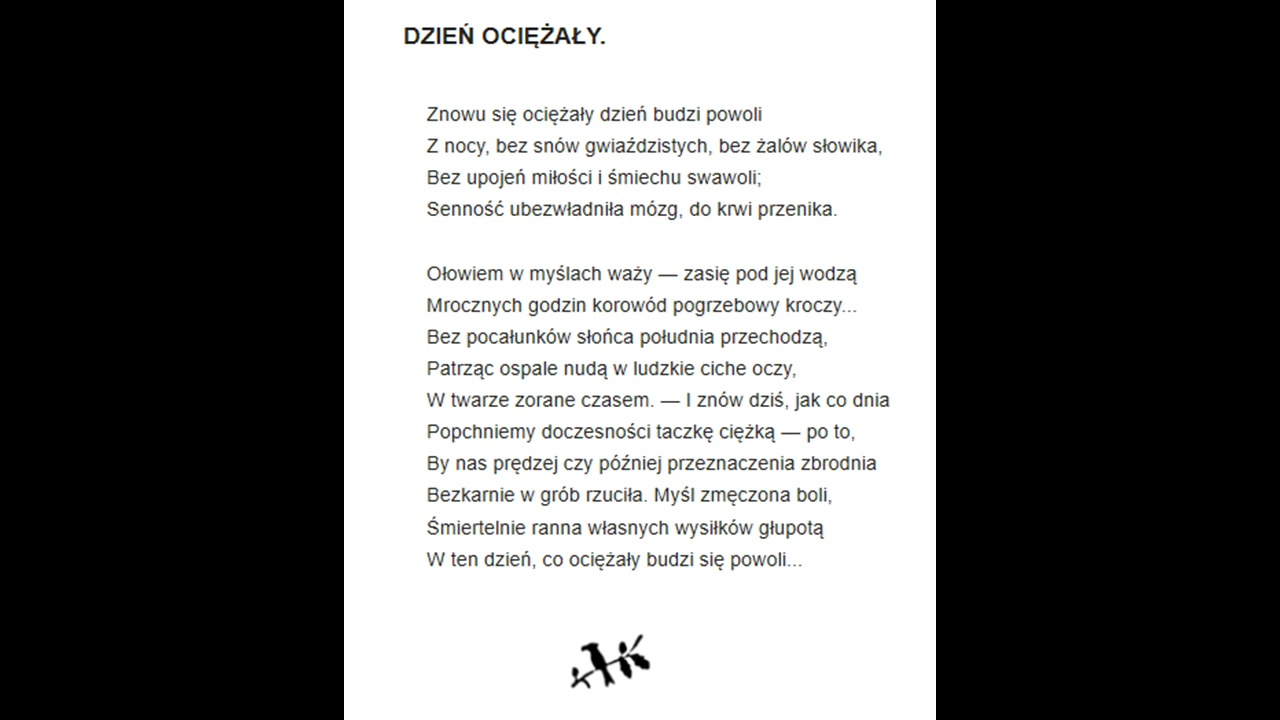 DZIEŃ OCIĘŻAŁY.
Znowu się ociężały dzień budzi powoli
Z nocy, bez snów gwiaździstych, bez żalów słowika,
Bez upojeń miłości i śmiechu swawoli;
Senność ubezwładniła mózg, do krwi przenika.
Ołowiem w myślach waży — zasię pod jej wodzą
Mrocznych godzin korowód pogrzebowy kroczy...
Bez pocałunków słońca południa przechodzą,
Patrząc ospale nudą w ludzkie ciche oczy,
W twarze zorane czasem. — I znów dziś, jak co dnia
Popchniemy doczesności taczkę ciężką — po to,
By nas prędzej czy później przeznaczenia zbrodnia
Bezkarnie w grób rzuciła. Myśl zmęczona boli,
Śmiertelnie ranna własnych wysiłków głupotą
W ten dzień, co ociężały budzi się powoli...